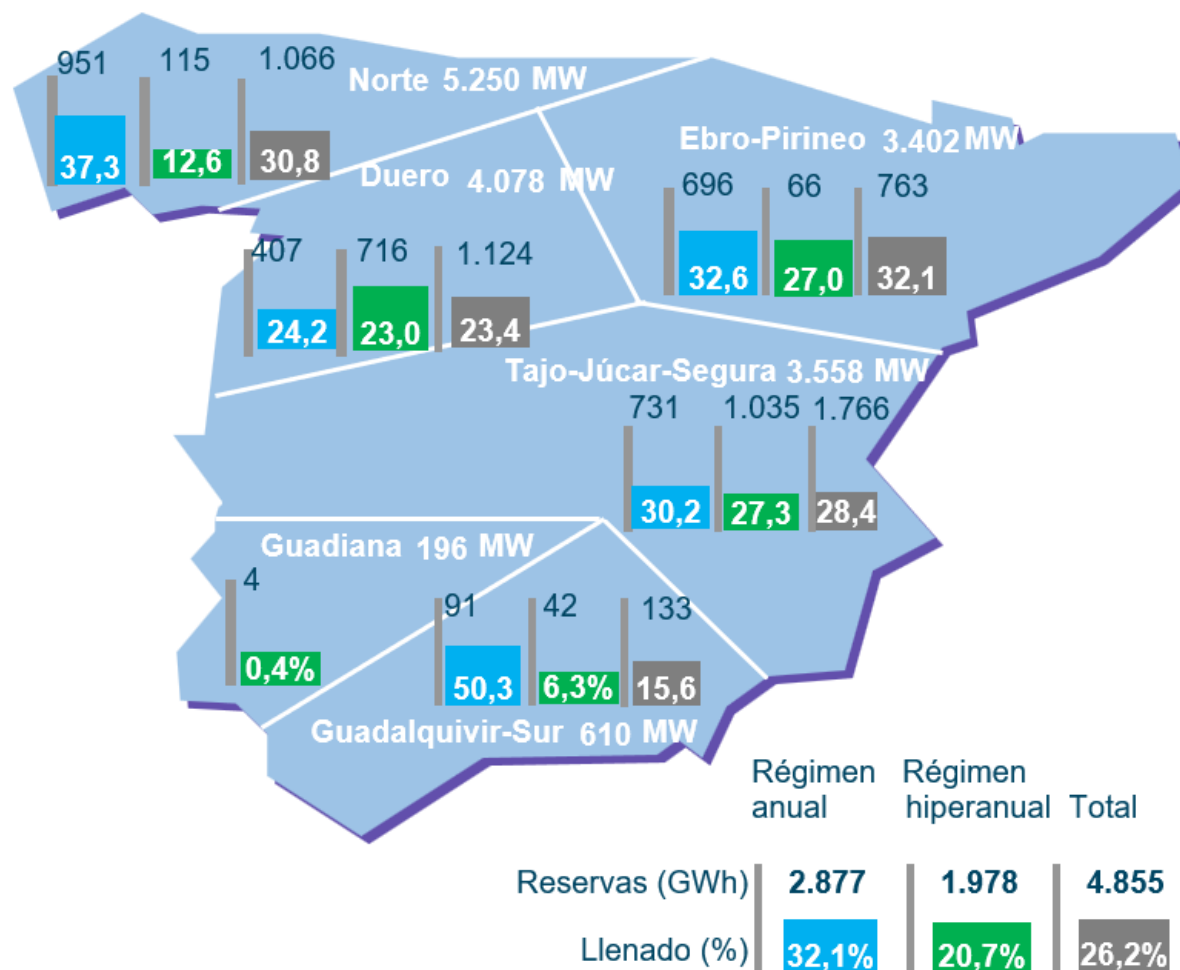 951 115 1.066
Norte 5.250 MW
37,3 12,6 30,8
Ebro-Pirineo 3.402 MW
696 66 763
32,6 27,0 32,1
Duero 4.078 MW
407 716 1.124
24,2 23,0 23,4
Tajo-Júcar-Segura 3.558 MW
731 1.035 1.766
30,2 27,3 28,4
Guadiana 196 MW
4
0,4%
91 42 133
50,3 6,3% 15,6
Guadalquivir-Sur 610 MW
Régimen Régimen
anual hiperanual Total
Reservas (GWh) 2.877 1.978 4.855
Llenado (%) 32,1% 20,7% 26,2%